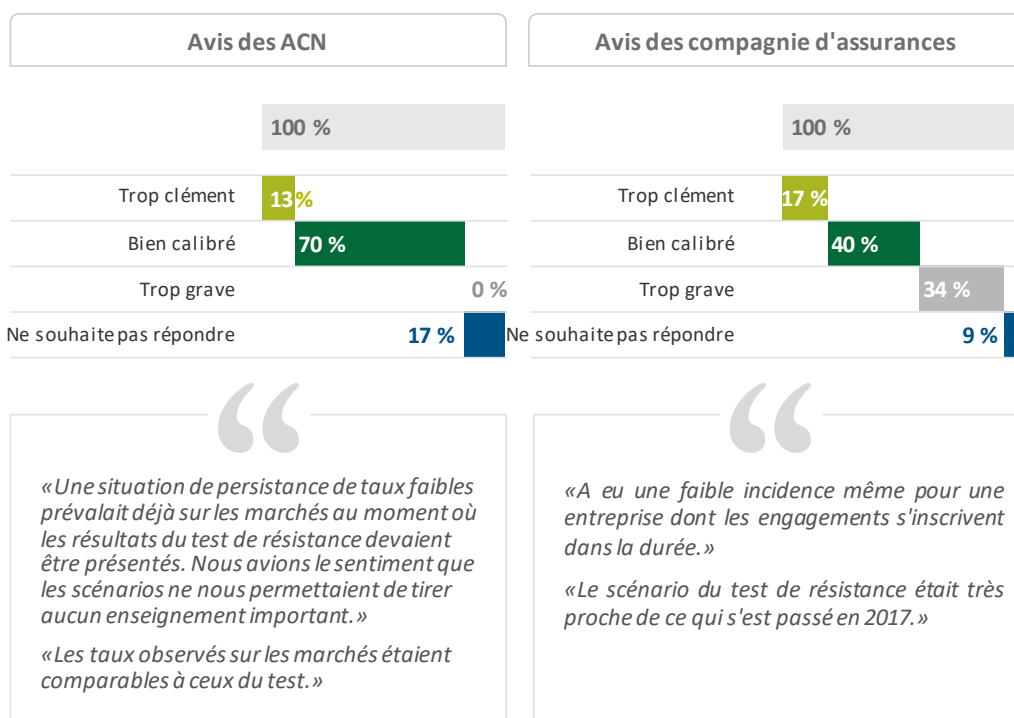 Avis des ACN
100 %
Trop clément 13%
Bien calibré 70 %
Trop grave 0 %
Ne souhaite pas répondre 17 %
«Une situation de persistance de taux faibles
prévalait déjà sur les marchés au moment où
les résultats du test de résistance devaient
être présentés. Nous avions le sentiment que
les scénarios ne nous permettaient de tirer
aucun enseignement important.»
«Les taux observés sur les marchés étaient
comparables à ceux du test.»
Avis des compagnie d'assurances
100 %
Trop clément 17 %
Bien calibré 40 %
Trop grave 34 %
Ne souhaite pas répondre 9 %
«A eu une faible incidence même pour une
entreprise dont les engagements s'inscrivent
dans la durée.»
«Le scénario du test de résistance était très
proche de ce qui s'est passé en 2017.»